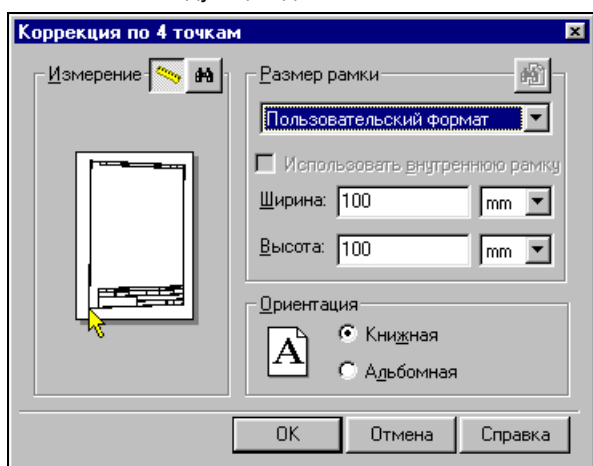 Коррекция по 4 точкам
Измерение
Размер рамки
Пользовательский формат
Использовать внутреннюю рамку
Ширина: 100 mm
Высота: 100 mm
Ориентация
A
Книжная
Альбомная
OK Отмена Справка